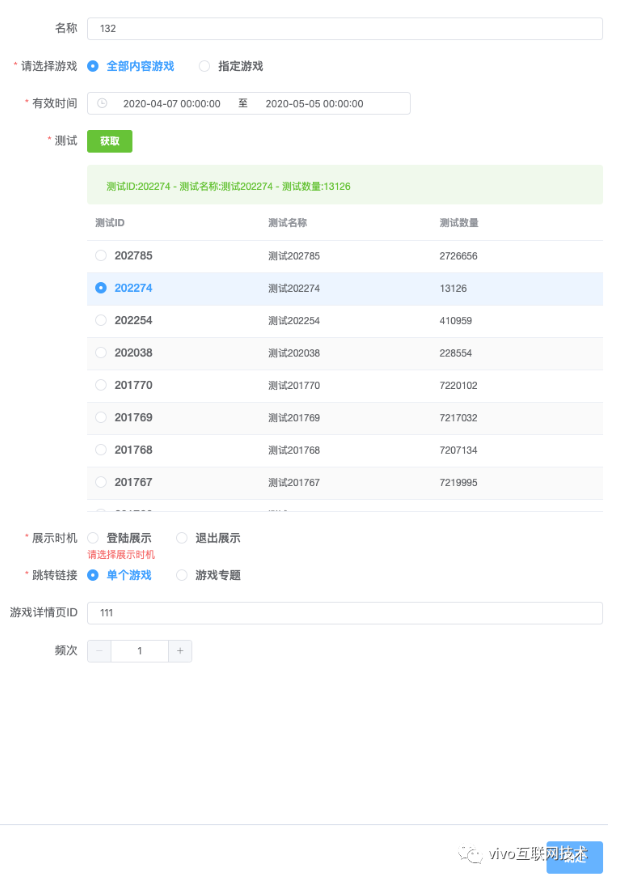 名称 132
* 请选择游戏 全部内容游戏 指定游戏
* 有效时间 2020-04-07 00:00:00 至 2020-05-05 00:00:00
* 测试 获取
测试ID:202274 - 测试名称:测试202274 - 测试数量:13126
测试ID 测试名称 测试数量
202785 测试202785 2726656
202274 测试202274 13126
202254 测试202254 410959
202038 测试202038 228554
201770 测试201770 7220102
201769 测试201769 7217032
201768 测试201768 7207134
201767 测试201767 7219995
* 展示时机 登陆展示 退出展示
请选择展示时机
* 跳转链接 单个游戏 游戏专题
游戏详情页ID 111
频次 − 1 +
vivo互联网技术